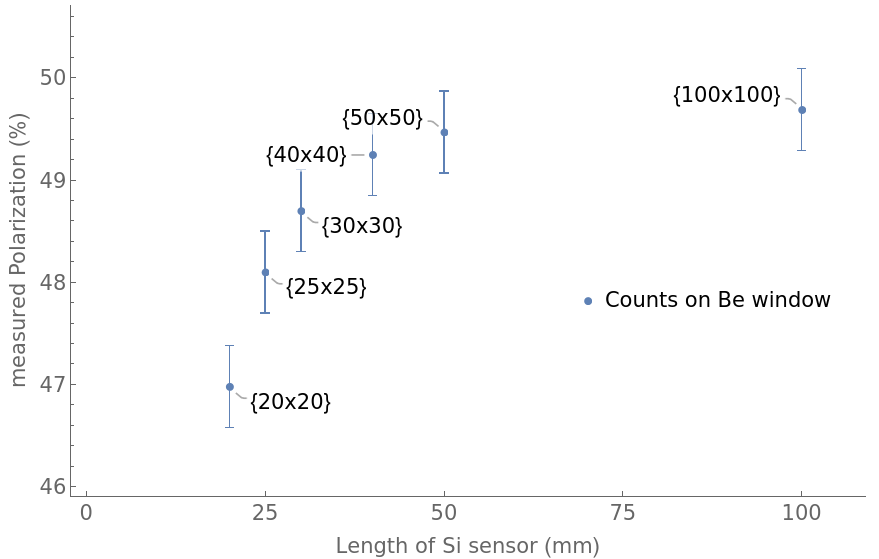 50
49
48
47
46
measured Polarization (%)
{100x100}
{50x50}
{40x40}
{30x30}
{25x25}
{20x20}
Counts on Be window
0 25 50 75 100
Length of Si sensor (mm)